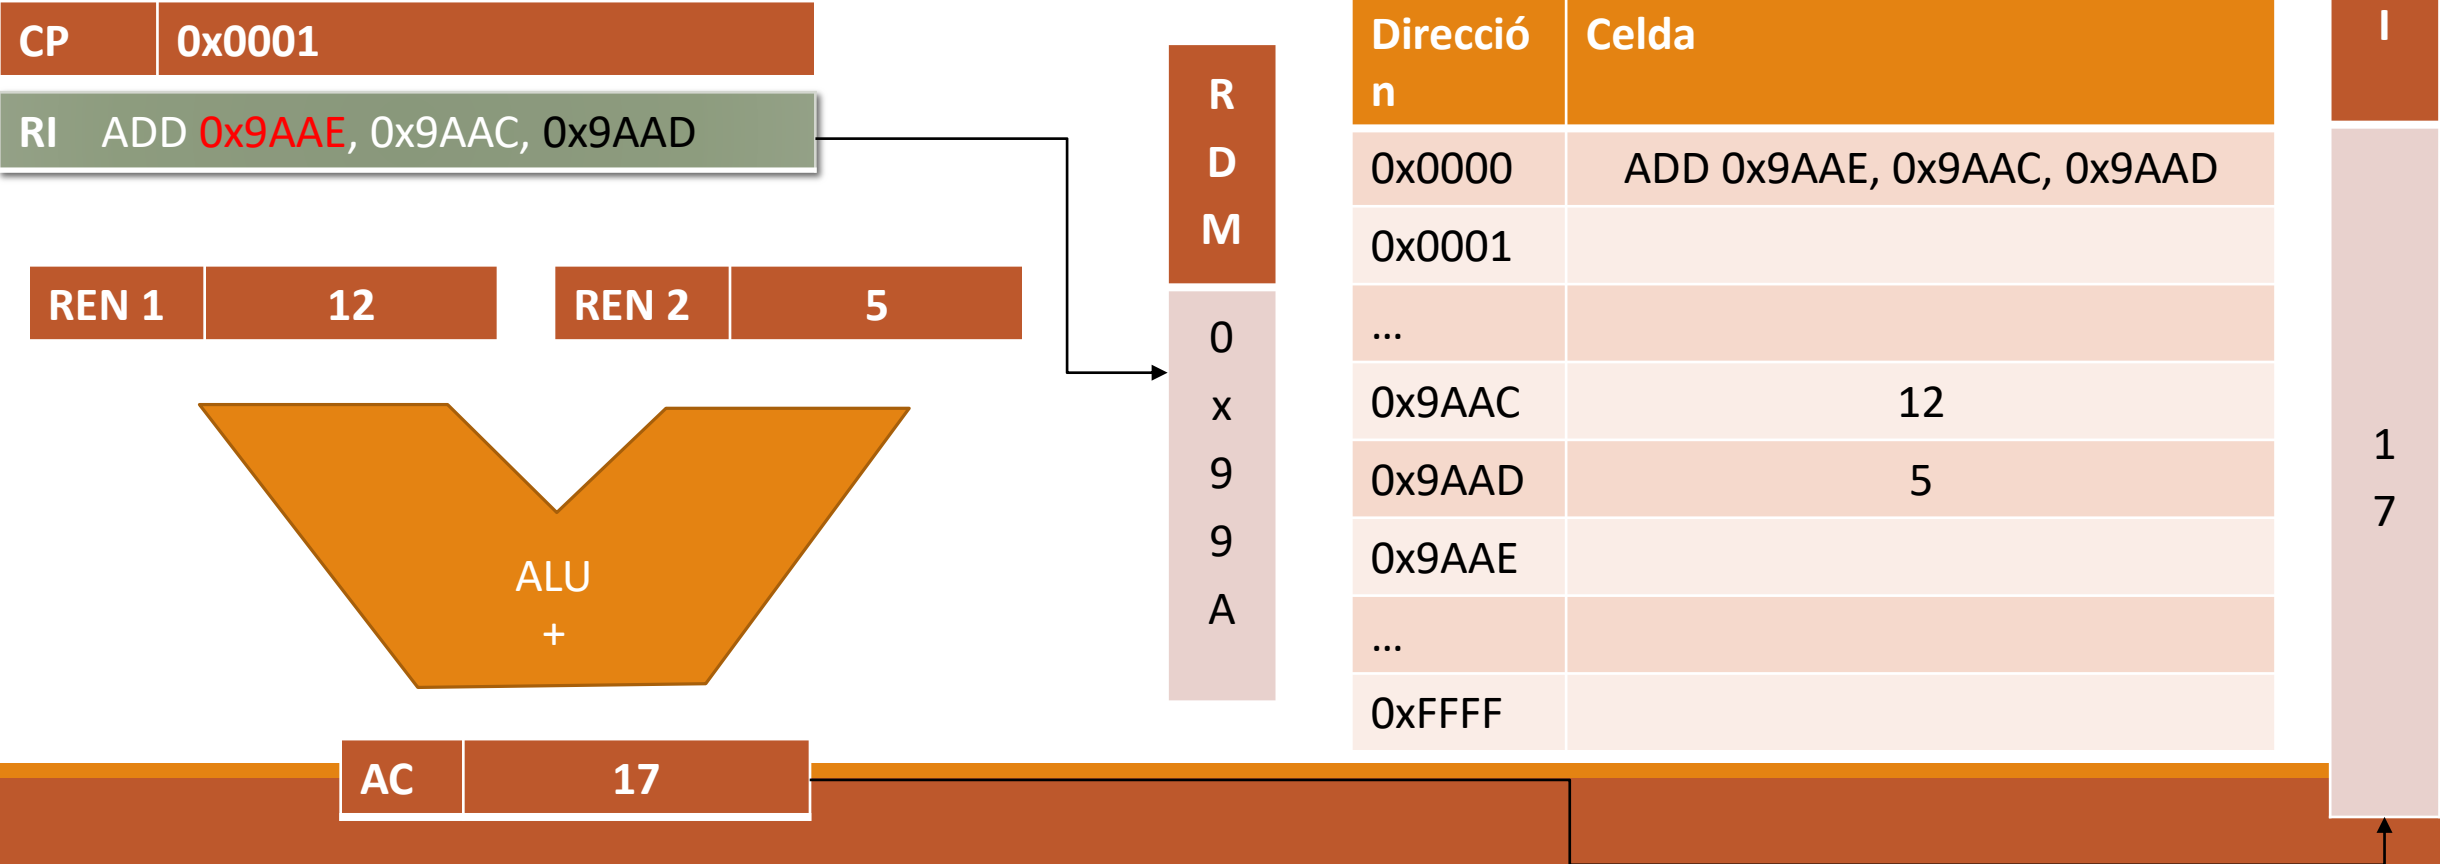 CP 0x0001
RI ADD 0x9AAE, 0x9AAC, 0x9AAD
REN 1 12 REN 2 5
ALU
+
AC 17
R
D
M
0
x
9
9
A
Direcció
n Celda
0x0000 ADD 0x9AAE, 0x9AAC, 0x9AAD
0x0001
...
0x9AAC 12
0x9AAD 5
0x9AAE
...
0xFFFF
I
1
7